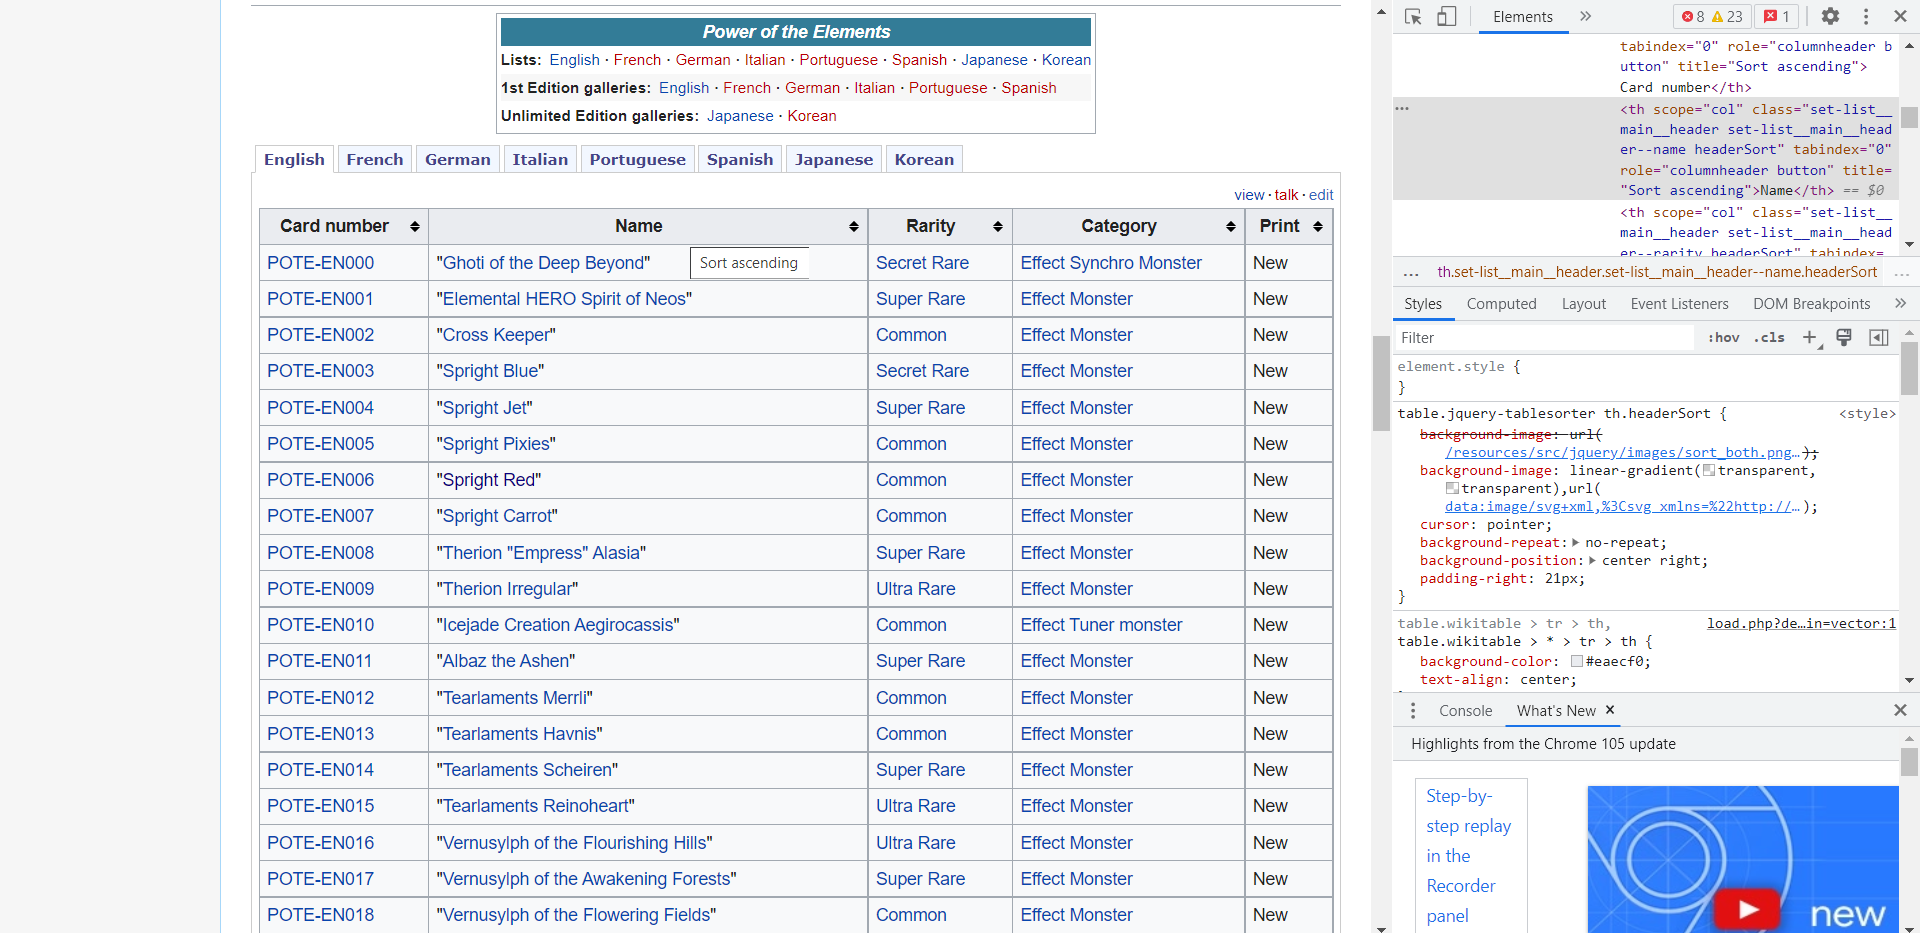 Power of the Elements
Lists: English · French · German · Italian · Portuguese · Spanish · Japanese · Korean
1st Edition galleries: English · French · German · Italian · Portuguese · Spanish
Unlimited Edition galleries: Japanese · Korean
English French German Italian Portuguese Spanish Japanese Korean
view · talk · edit
Card number Name Rarity Category Print
POTE-EN000 "Ghoti of the Deep Beyond" Secret Rare Effect Synchro Monster New
Sort ascending
POTE-EN001 "Elemental HERO Spirit of Neos" Super Rare Effect Monster New
POTE-EN002 "Cross Keeper" Common Effect Monster New
POTE-EN003 "Spright Blue" Secret Rare Effect Monster New
POTE-EN004 "Spright Jet" Super Rare Effect Monster New
POTE-EN005 "Spright Pixies" Common Effect Monster New
POTE-EN006 "Spright Red" Common Effect Monster New
POTE-EN007 "Spright Carrot" Common Effect Monster New
POTE-EN008 "Therion "Empress" Alasia" Super Rare Effect Monster New
POTE-EN009 "Therion Irregular" Ultra Rare Effect Monster New
POTE-EN010 "Icejade Creation Aegirocassis" Common Effect Tuner monster New
POTE-EN011 "Albaz the Ashen" Super Rare Effect Monster New
POTE-EN012 "Tearlaments Merrli" Common Effect Monster New
POTE-EN013 "Tearlaments Havnis" Common Effect Monster New
POTE-EN014 "Tearlaments Scheiren" Super Rare Effect Monster New
POTE-EN015 "Tearlaments Reinoheart" Ultra Rare Effect Monster New
POTE-EN016 "Vernusylph of the Flourishing Hills" Ultra Rare Effect Monster New
POTE-EN017 "Vernusylph of the Awakening Forests" Super Rare Effect Monster New
POTE-EN018 "Vernusylph of the Flowering Fields" Common Effect Monster New
Elements » 8 23 1
tabindex="0" role="columnheader b
utton" title="Sort ascending">
Card number</th>
… <th scope="col" class="set-list__
main__header set-list__main__head
er--name headerSort" tabindex="0"
role="columnheader button" title=
"Sort ascending">Name</th> == $0
<th scope="col" class="set-list__
main__header set-list__main__head
er--rarity headerSort" tabindex=
… th.set-list__main__header.set-list__main__header--name.headerSort …
Styles Computed Layout Event Listeners DOM Breakpoints »
Filter :hov .cls +
element.style {
}
table.jquery-tablesorter th.headerSort { <style>
background-image: url(
/resources/src/jquery/images/sort_both.png…);
background-image: linear-gradient(transparent,
transparent),url(
data:image/svg+xml,%3Csvg xmlns=%22http://…);
cursor: pointer;
background-repeat: no-repeat;
background-position: center right;
padding-right: 21px;
}
table.wikitable > tr > th, load.php?de…in=vector:1
table.wikitable > * > tr > th {
background-color: #eaecf0;
text-align: center;
Console What's New ×
Highlights from the Chrome 105 update
Step-by-
step replay
in the
Recorder
panel
new